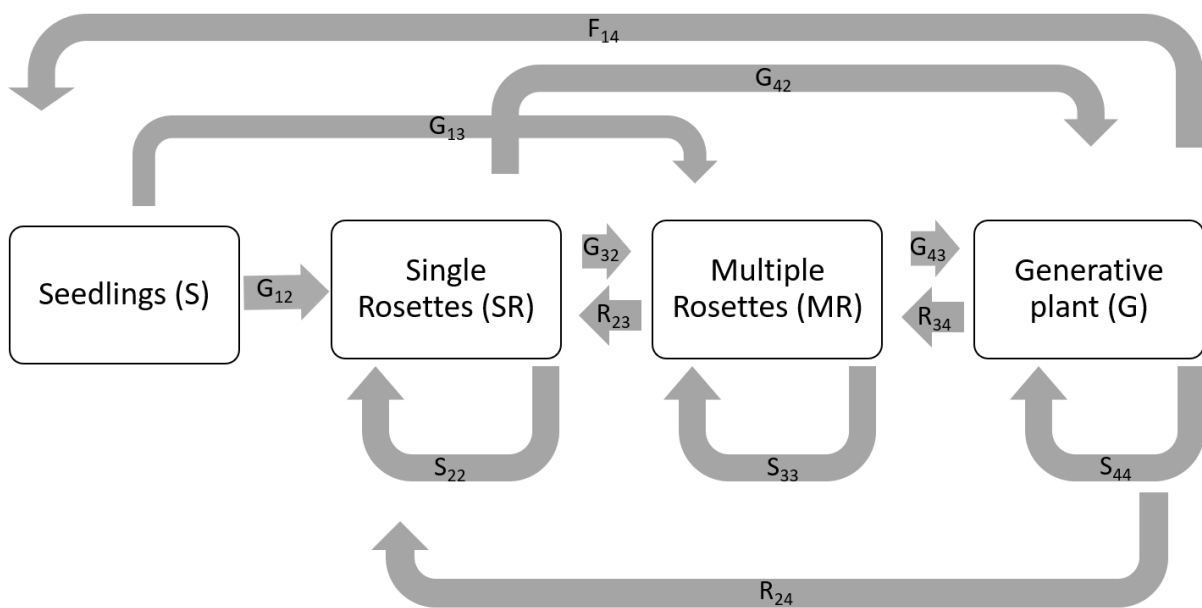 F₁₄
G₄₂
G₁₃
Seedlings (S)
G₁₂
Single
Rosettes (SR)
G₃₂
R₂₃
Multiple
Rosettes (MR)
G₄₃
R₃₄
Generative
plant (G)
S₂₂
S₃₃
S₄₄
R₂₄